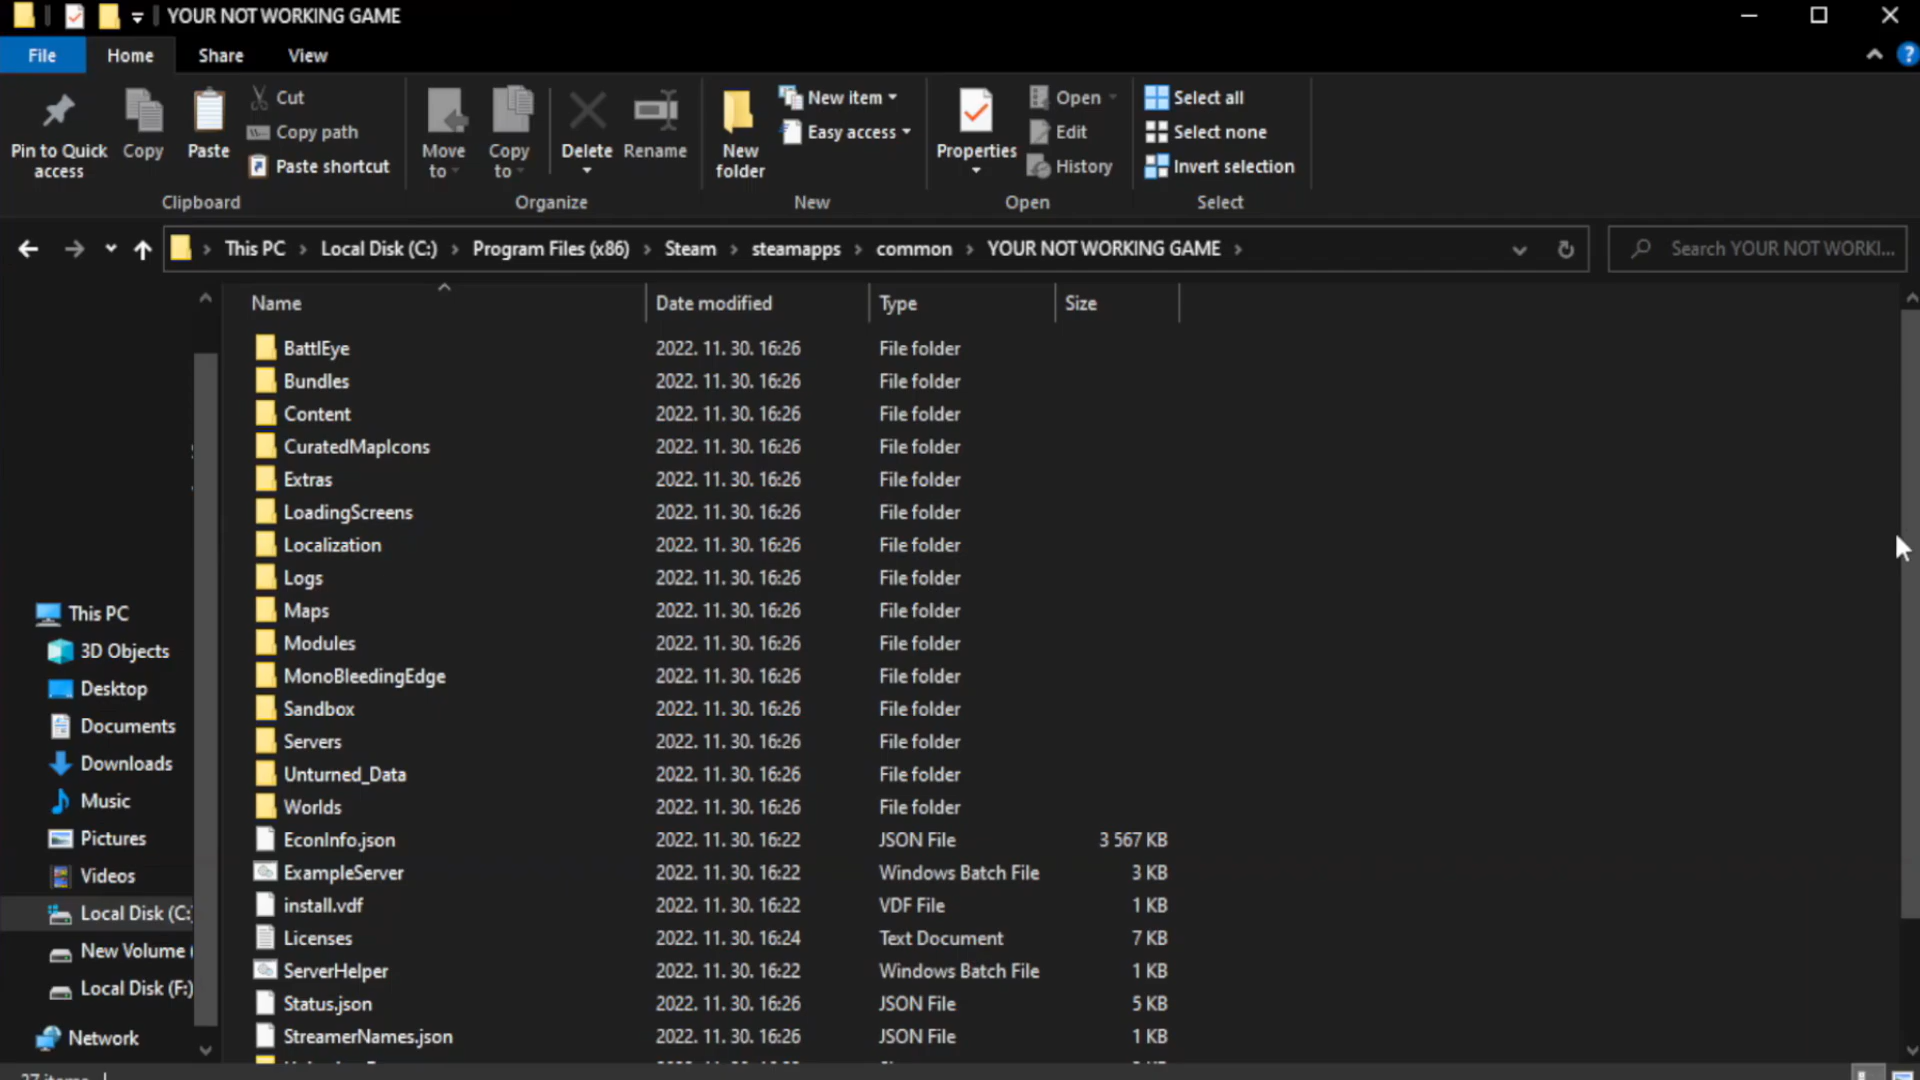 YOUR NOT WORKING GAME
File Home Share View
Pin to Quick access
Copy
Paste
Cut
Copy path
Paste shortcut
Clipboard
Move to
Copy to
Delete
Rename
Organize
New folder
New item
Easy access
New
Properties
Open
Edit
History
Open
Select all
Select none
Invert selection
Select
This PC › Local Disk (C:) › Program Files (x86) › Steam › steamapps › common › YOUR NOT WORKING GAME ›
Search YOUR NOT WORKI...
This PC
3D Objects
Desktop
Documents
Downloads
Music
Pictures
Videos
Local Disk (C:
New Volume (
Local Disk (F:)
Network
Name Date modified Type Size
BattlEye 2022. 11. 30. 16:26 File folder
Bundles 2022. 11. 30. 16:26 File folder
Content 2022. 11. 30. 16:26 File folder
CuratedMapIcons 2022. 11. 30. 16:26 File folder
Extras 2022. 11. 30. 16:26 File folder
LoadingScreens 2022. 11. 30. 16:26 File folder
Localization 2022. 11. 30. 16:26 File folder
Logs 2022. 11. 30. 16:26 File folder
Maps 2022. 11. 30. 16:26 File folder
Modules 2022. 11. 30. 16:26 File folder
MonoBleedingEdge 2022. 11. 30. 16:26 File folder
Sandbox 2022. 11. 30. 16:26 File folder
Servers 2022. 11. 30. 16:26 File folder
Unturned_Data 2022. 11. 30. 16:26 File folder
Worlds 2022. 11. 30. 16:26 File folder
EconInfo.json 2022. 11. 30. 16:22 JSON File 3 567 KB
ExampleServer 2022. 11. 30. 16:22 Windows Batch File 3 KB
install.vdf 2022. 11. 30. 16:22 VDF File 1 KB
Licenses 2022. 11. 30. 16:24 Text Document 7 KB
ServerHelper 2022. 11. 30. 16:22 Windows Batch File 1 KB
Status.json 2022. 11. 30. 16:26 JSON File 5 KB
StreamerNames.json 2022. 11. 30. 16:26 JSON File 1 KB